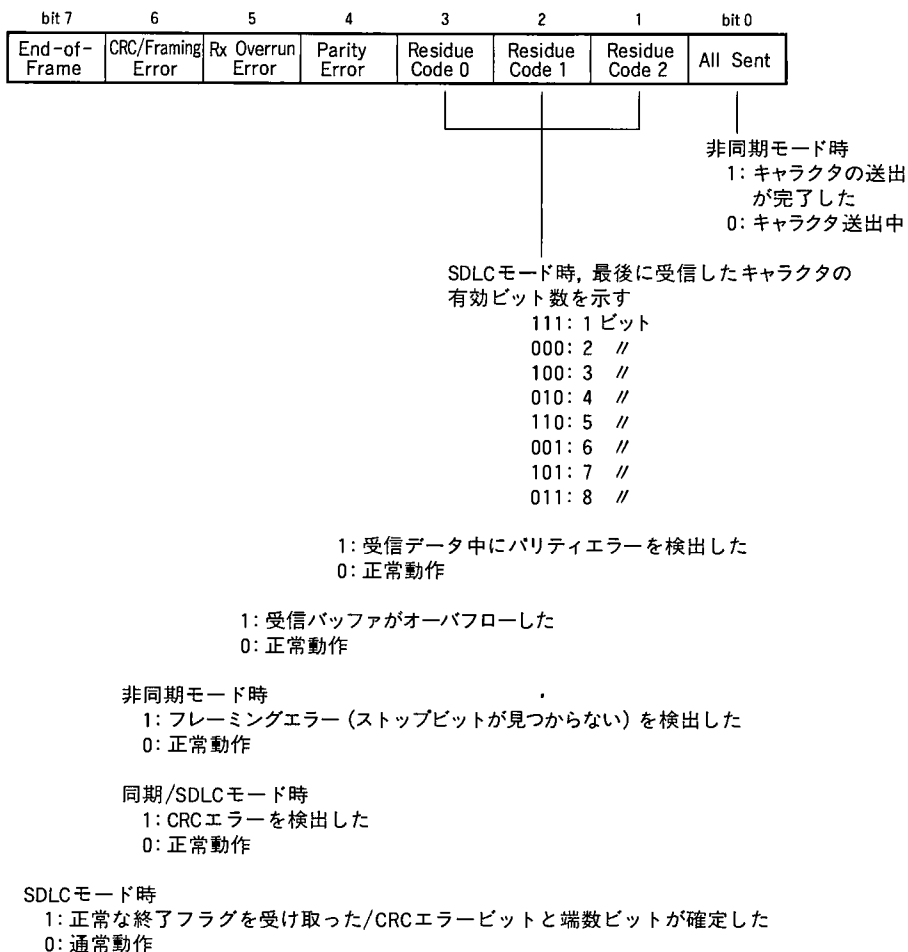 bit 7 6 5 4 3 2 1 bit 0
End-of-Frame CRC/Framing Error Rx Overrun Error Parity Error Residue Code 0 Residue Code 1 Residue Code 2 All Sent
非同期モード時
1: キャラクタの送出
が完了した
0: キャラクタ送出中
SDLCモード時, 最後に受信したキャラクタの
有効ビット数を示す
111: 1 ビット
000: 2 〃
100: 3 〃
010: 4 〃
110: 5 〃
001: 6 〃
101: 7 〃
011: 8 〃
1: 受信データ中にパリティエラーを検出した
0: 正常動作
1: 受信バッファがオーバフローした
0: 正常動作
非同期モード時
1: フレーミングエラー (ストップビットが見つからない) を検出した
0: 正常動作
同期/SDLCモード時
1: CRCエラーを検出した
0: 正常動作
SDLCモード時
1: 正常な終了フラグを受け取った/CRCエラービットと端数ビットが確定した
0: 通常動作